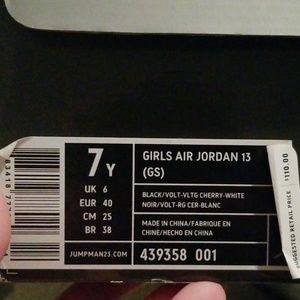 7 Y
UK 6
EUR 40
CM 25
BR 38
JUMPMAN23.COM
GIRLS AIR JORDAN 13
(GS)
BLACK/VOLT-VLTG CHERRY-WHITE
NOIR/VOLT-RG CER-BLANC
MADE IN CHINA/FABRIQUE EN
CHINE/HECHO EN CHINA
439358 001
SUGGESTED RETAIL PRICE
$110.00